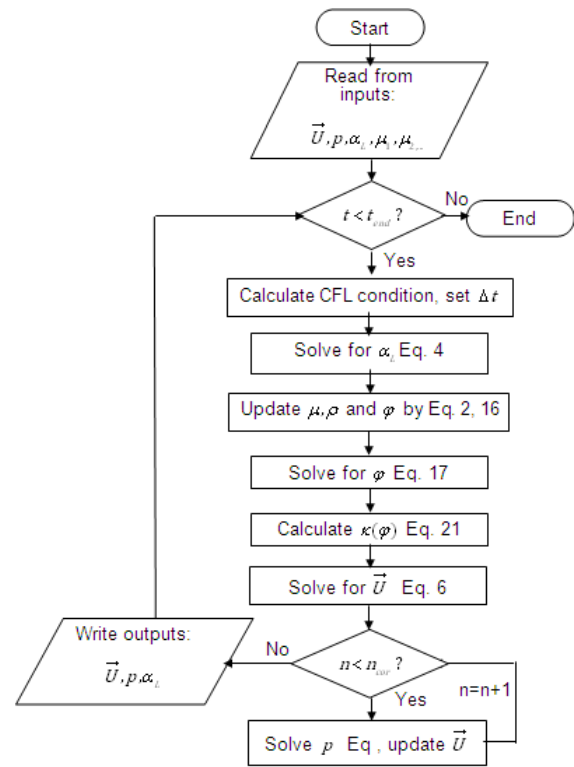 Start
Read from
inputs:
U⃗, p, α_L, μ_1, μ_2,..
t < t_end ?
No
End
Yes
Calculate CFL condition, set Δt
Solve for α_L Eq. 4
Update μ, ρ and φ by Eq. 2, 16
Solve for φ Eq. 17
Calculate κ(φ) Eq. 21
Solve for U⃗ Eq. 6
Write outputs:
U⃗, p, α_L
No
n < n_cor ?
n=n+1
Yes
Solve p Eq , update U⃗